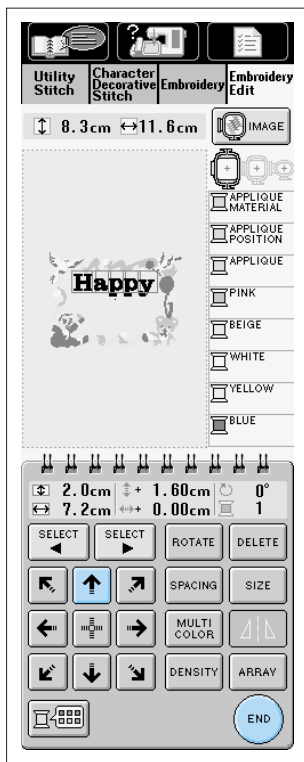 Utility
Stitch
Character
Decorative
Stitch
Embroidery
Embroidery
Edit
8.3cm 11.6cm
IMAGE
APPLIQUE
MATERIAL
APPLIQUE
POSITION
APPLIQUE
PINK
BEIGE
WHITE
YELLOW
BLUE
Happy
2.0cm + 1.60cm 0°
7.2cm + 0.00cm 1
SELECT
SELECT
ROTATE
DELETE
SPACING
SIZE
MULTI
COLOR
DENSITY
ARRAY
END